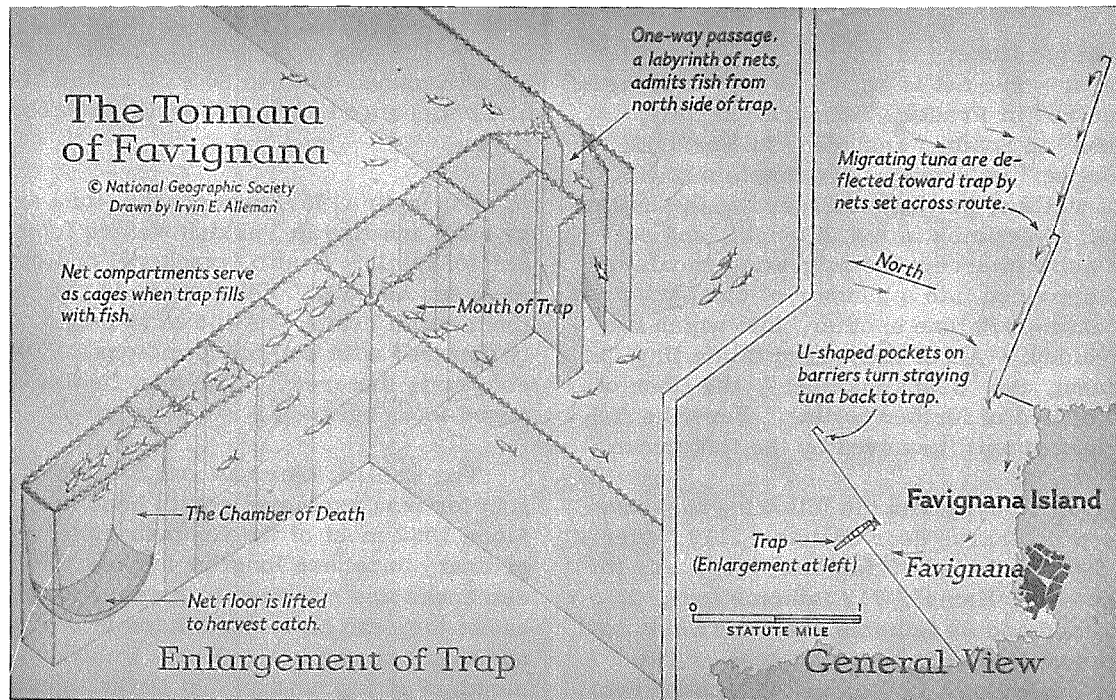 The Tonnara
of Favignana
© National Geographic Society
Drawn by Irvin E. Alleman
One-way passage,
a labyrinth of nets,
admits fish from
north side of trap.
Net compartments serve
as cages when trap fills
with fish.
Mouth of Trap
The Chamber of Death
Net floor is lifted
to harvest catch.
Enlargement of Trap
Migrating tuna are de-
flected toward trap by
nets set across route.
North
U-shaped pockets on
barriers turn straying
tuna back to trap.
Favignana Island
Trap
(Enlargement at left)
Favignana
0 1
STATUTE MILE
General View